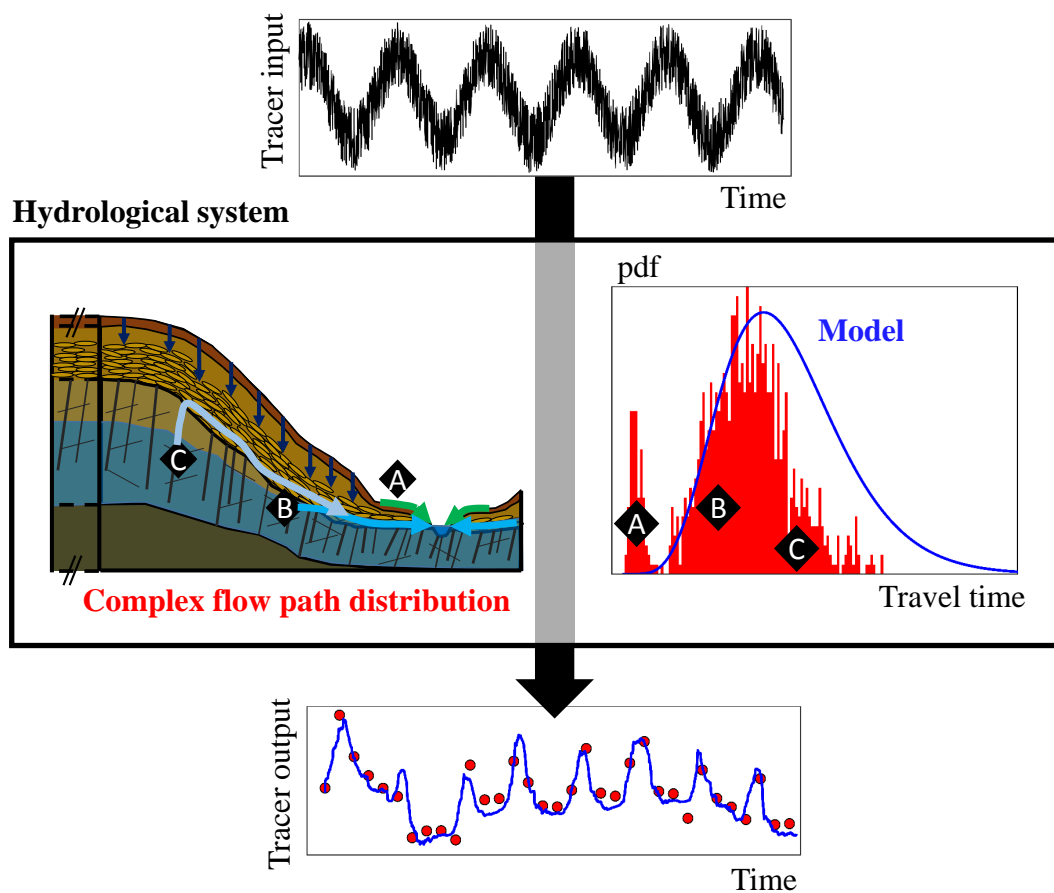 Tracer input
Time
Hydrological system
pdf
Model
A
B
C
A
B
C
Complex flow path distribution
Travel time
Tracer output
Time